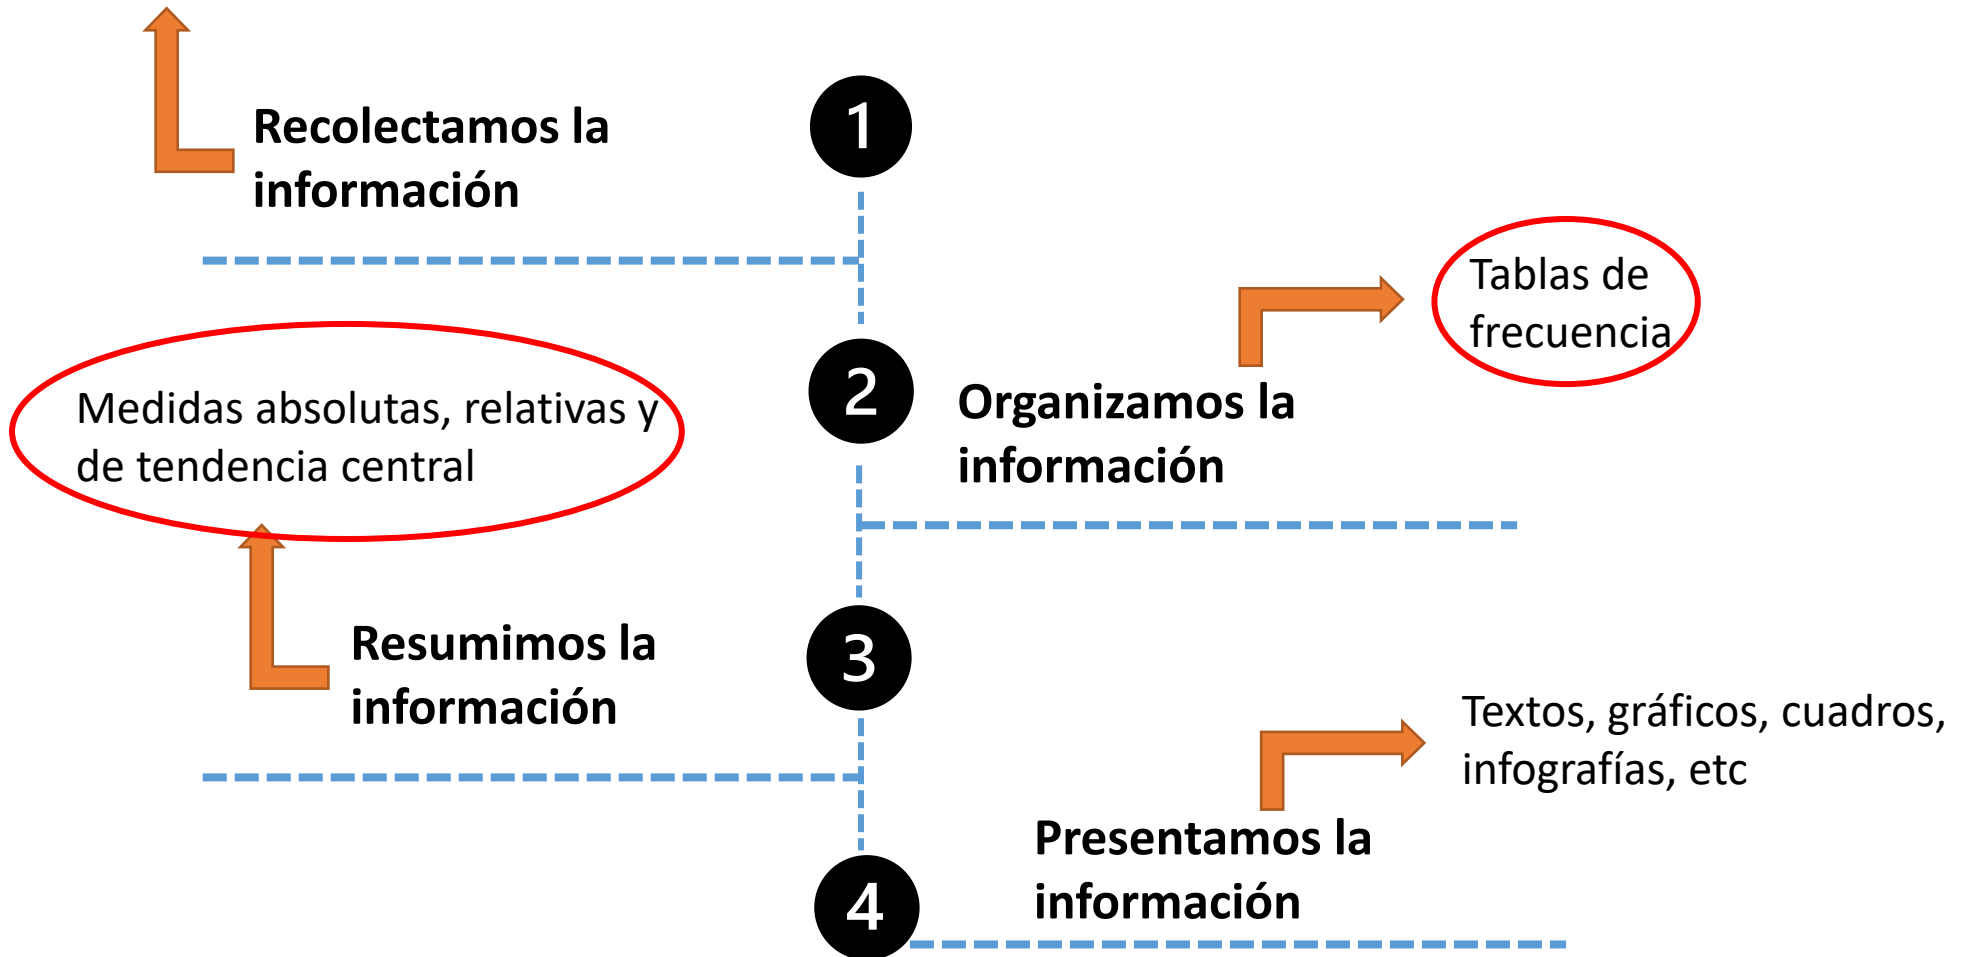 1
Recolectamos la
información
Tablas de
frecuencia
2
Organizamos la
información
Medidas absolutas, relativas y
de tendencia central
3
Resumimos la
información
Textos, gráficos, cuadros,
infografías, etc
4
Presentamos la
información